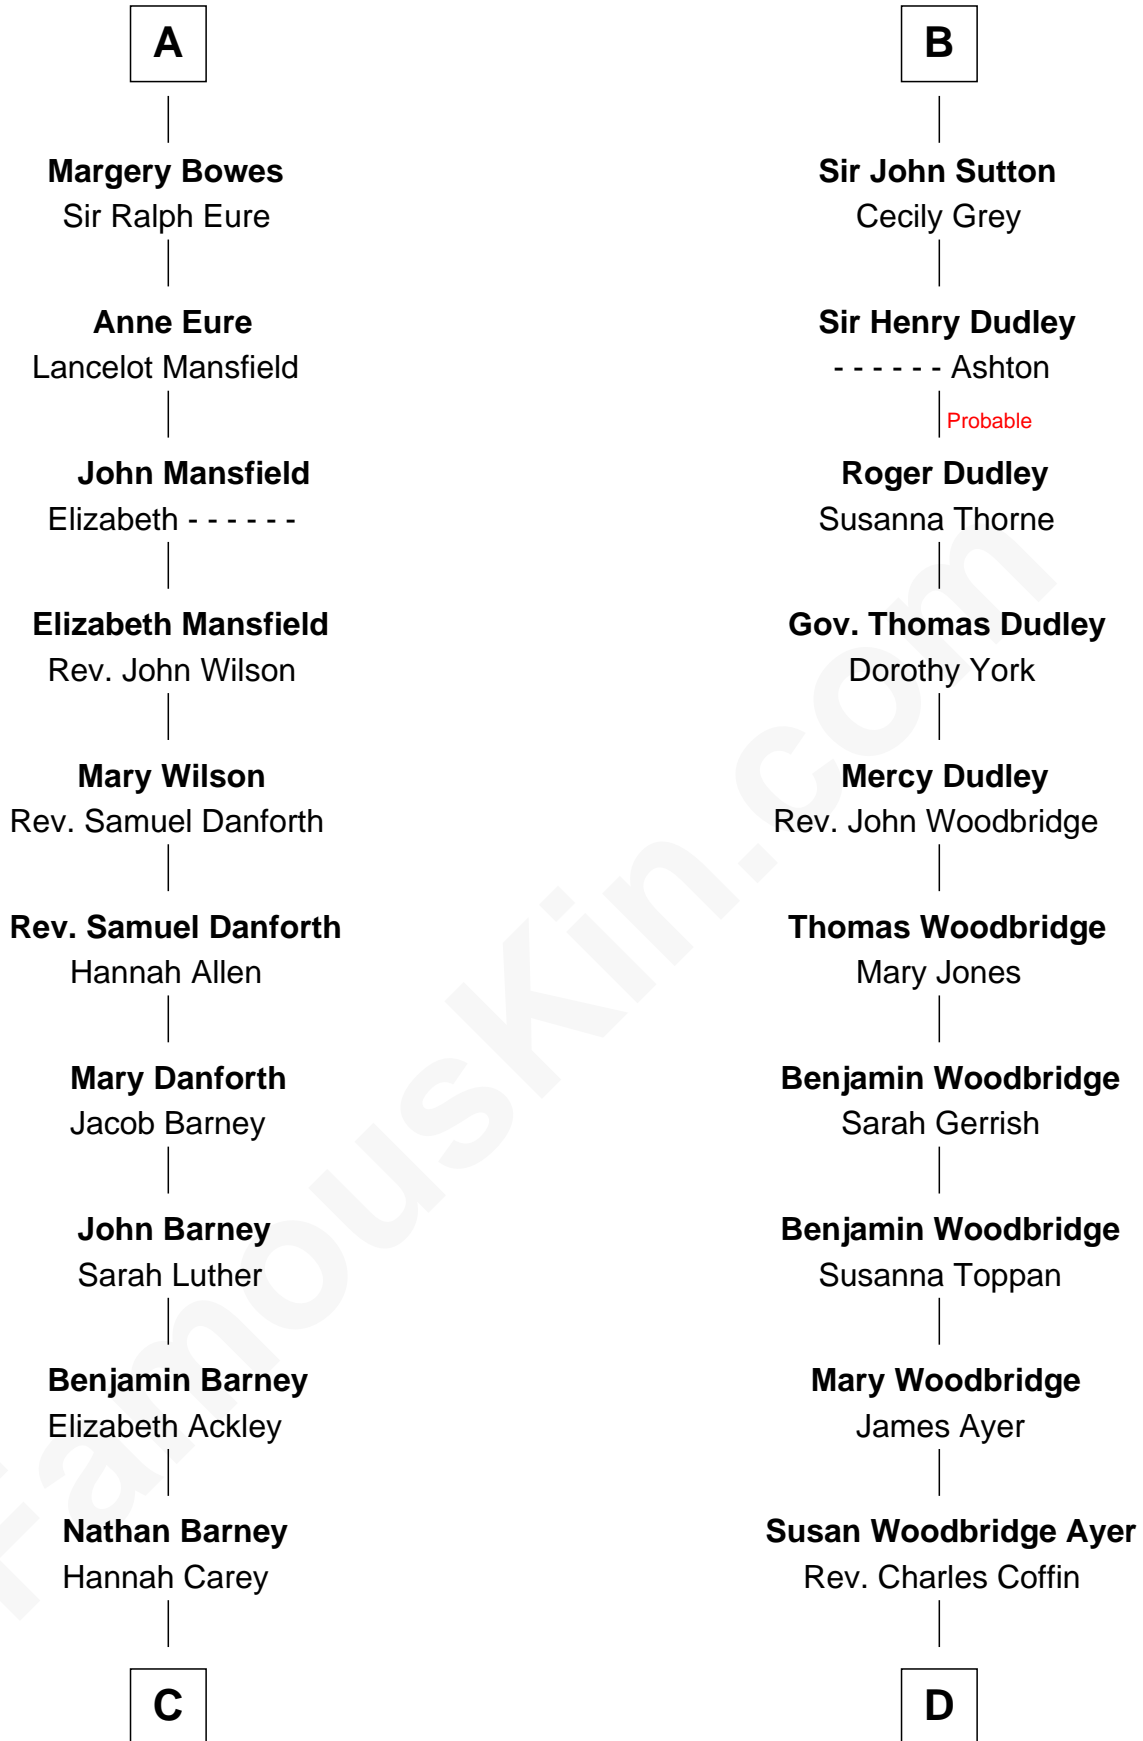 A
Margery Bowes
Sir Ralph Eure
Anne Eure
Lancelot Mansfield
John Mansfield
Elizabeth - - - - - -
Elizabeth Mansfield
Rev. John Wilson
Mary Wilson
Rev. Samuel Danforth
Rev. Samuel Danforth
Hannah Allen
Mary Danforth
Jacob Barney
John Barney
Sarah Luther
Benjamin Barney
Elizabeth Ackley
Nathan Barney
Hannah Carey
C
B
Sir John Sutton
Cecily Grey
Sir Henry Dudley
- - - - - - Ashton
Probable
Roger Dudley
Susanna Thorne
Gov. Thomas Dudley
Dorothy York
Mercy Dudley
Rev. John Woodbridge
Thomas Woodbridge
Mary Jones
Benjamin Woodbridge
Sarah Gerrish
Benjamin Woodbridge
Susanna Toppan
Mary Woodbridge
James Ayer
Susan Woodbridge Ayer
Rev. Charles Coffin
D
FamousKin.com